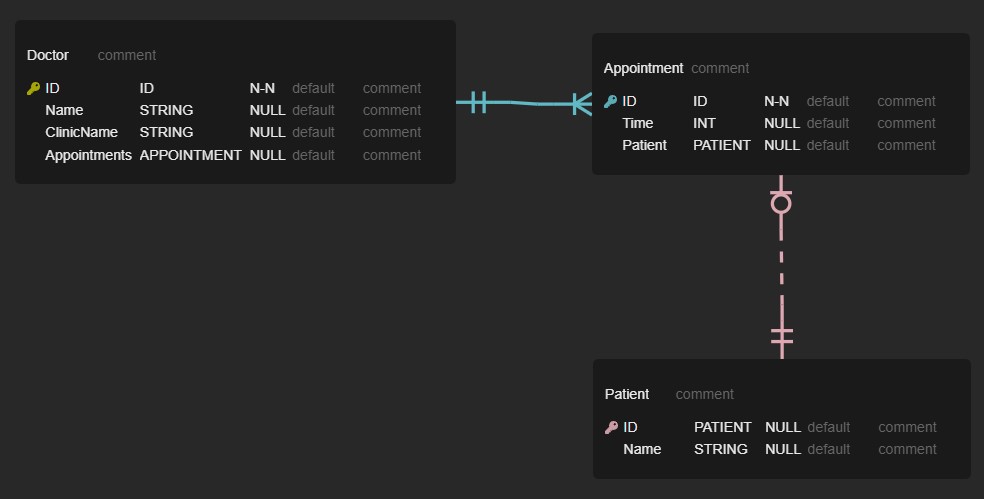 Doctor comment
ID ID N-N default comment
Name STRING NULL default comment
ClinicName STRING NULL default comment
Appointments APPOINTMENT NULL default comment
Appointment comment
ID ID N-N default comment
Time INT NULL default comment
Patient PATIENT NULL default comment
Patient comment
ID PATIENT NULL default comment
Name STRING NULL default comment